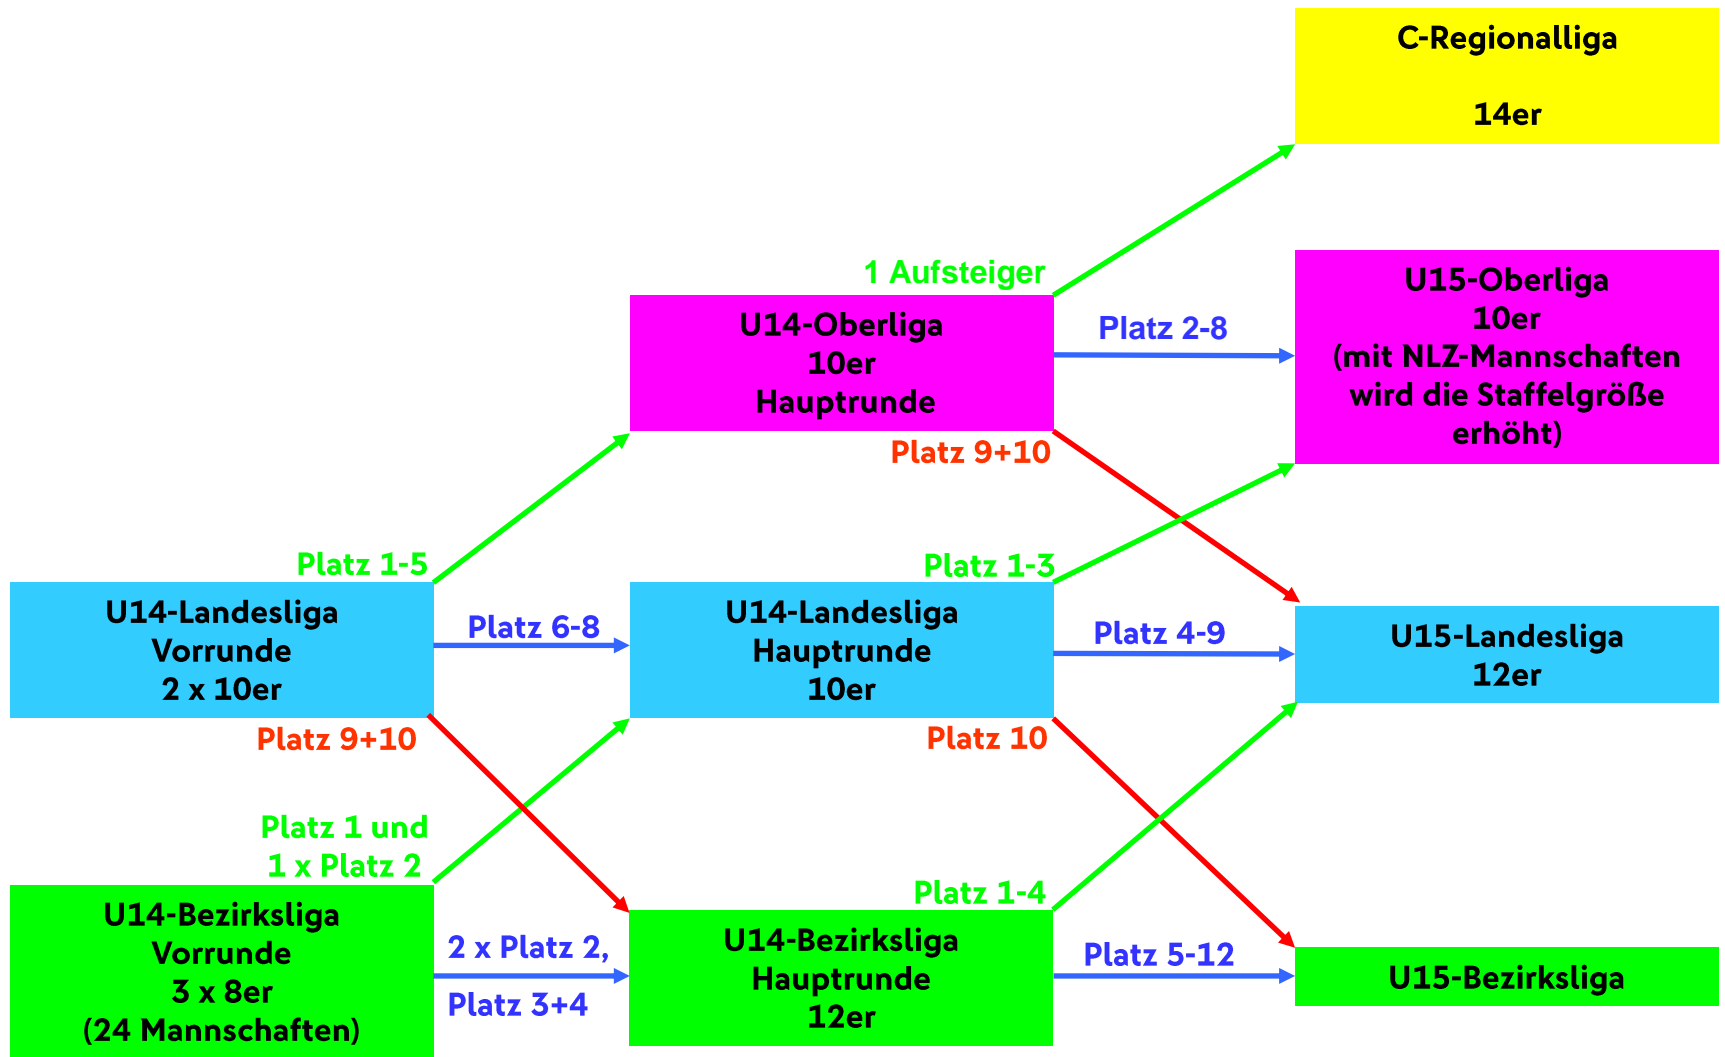 C-Regionalliga
14er
1 Aufsteiger
U14-Oberliga
10er
Hauptrunde
Platz 2-8
U15-Oberliga
10er
(mit NLZ-Mannschaften
wird die Staffelgröße
erhöht)
Platz 9+10
Platz 1-5
U14-Landesliga
Vorrunde
2 x 10er
Platz 6-8
Platz 1-3
U14-Landesliga
Hauptrunde
10er
Platz 4-9
U15-Landesliga
12er
Platz 9+10
Platz 10
Platz 1 und
1 x Platz 2
U14-Bezirksliga
Vorrunde
3 x 8er
(24 Mannschaften)
2 x Platz 2,
Platz 3+4
Platz 1-4
U14-Bezirksliga
Hauptrunde
12er
Platz 5-12
U15-Bezirksliga